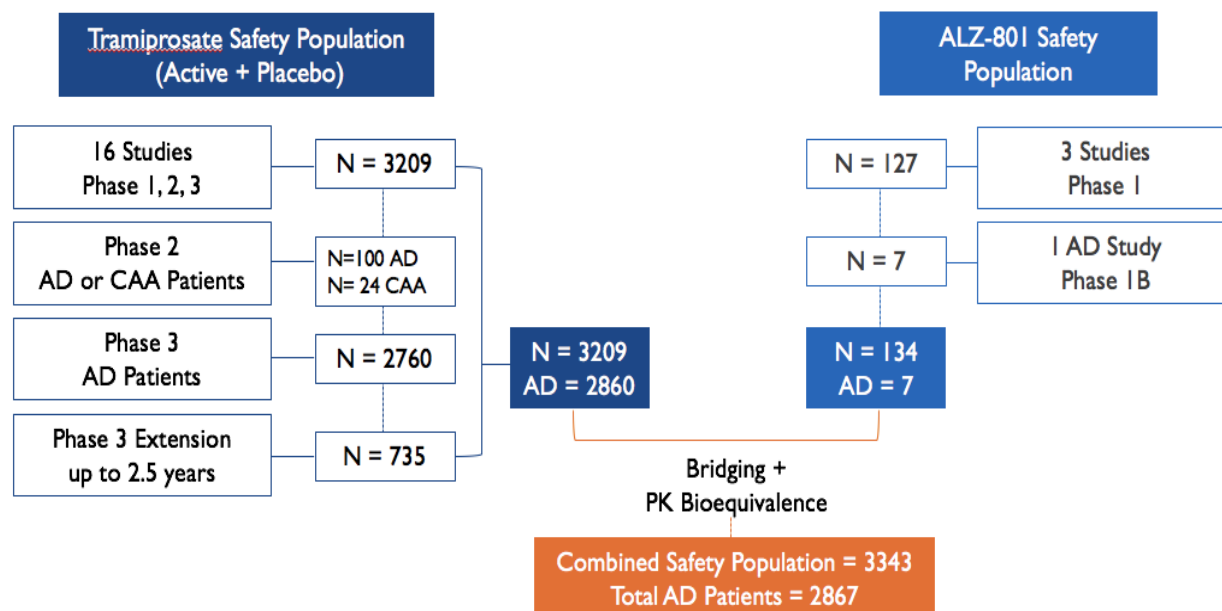 Tramiprosate Safety Population
(Active + Placebo)
ALZ-801 Safety
Population
16 Studies
Phase 1, 2, 3
N = 3209
N = 127
3 Studies
Phase 1
Phase 2
AD or CAA Patients
N=100 AD
N= 24 CAA
N = 7
1 AD Study
Phase 1B
Phase 3
AD Patients
N = 2760
N = 3209
AD = 2860
N = 134
AD = 7
Phase 3 Extension
up to 2.5 years
N = 735
Bridging +
PK Bioequivalence
Combined Safety Population = 3343
Total AD Patients = 2867